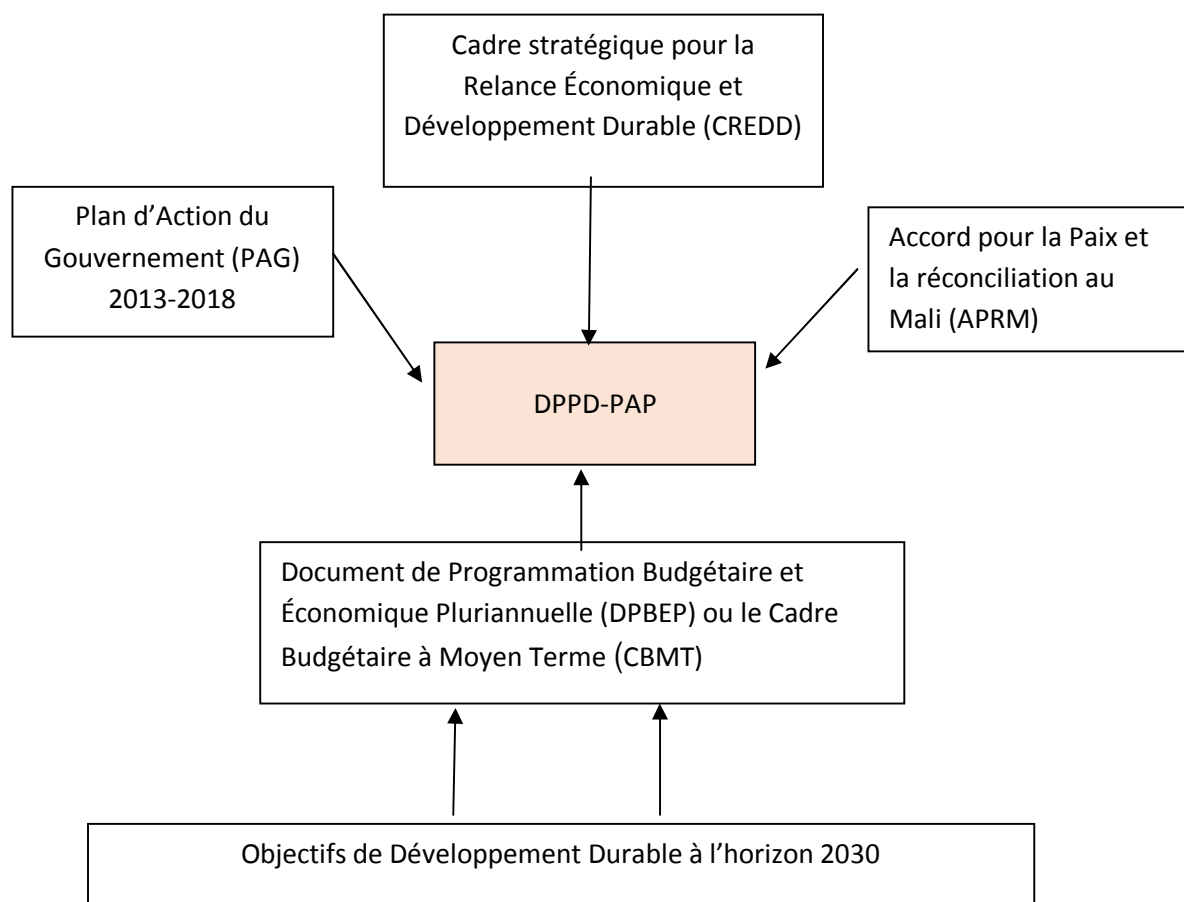 Cadre stratégique pour la
Relance Économique et
Développement Durable (CREDD)
Plan d’Action du
Gouvernement (PAG)
2013-2018
Accord pour la Paix et
la réconciliation au
Mali (APRM)
DPPD-PAP
Document de Programmation Budgétaire et
Économique Pluriannuelle (DPBEP) ou le Cadre
Budgétaire à Moyen Terme (CBMT)
Objectifs de Développement Durable à l’horizon 2030